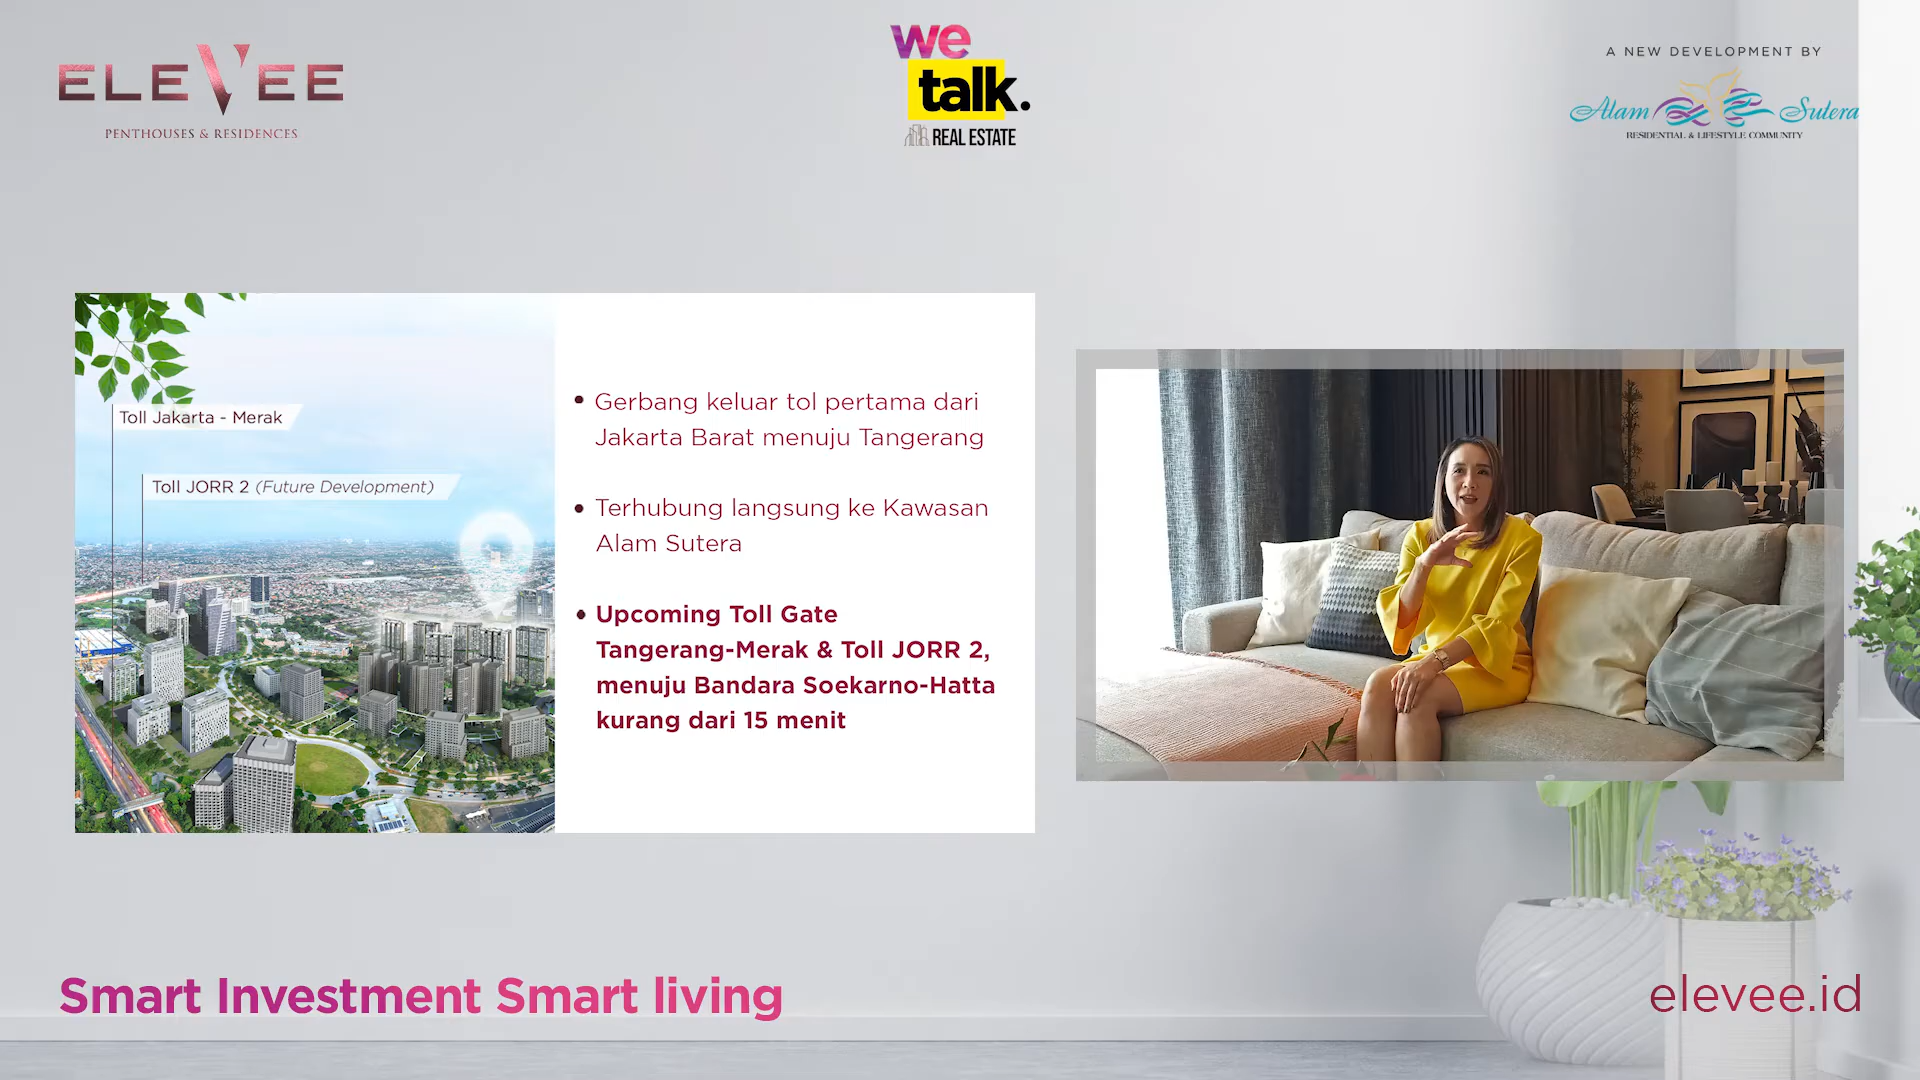 ELEVEE
PENTHOUSES & RESIDENCES
we
talk.
REAL ESTATE
A NEW DEVELOPMENT BY
Alam Sutera
RESIDENTIAL & LIFESTYLE COMMUNITY
Toll Jakarta - Merak
Toll JORR 2 (Future Development)
• Gerbang keluar tol pertama dari
Jakarta Barat menuju Tangerang
• Terhubung langsung ke Kawasan
Alam Sutera
• Upcoming Toll Gate
Tangerang-Merak & Toll JORR 2,
menuju Bandara Soekarno-Hatta
kurang dari 15 menit
Smart Investment Smart living
elevee.id